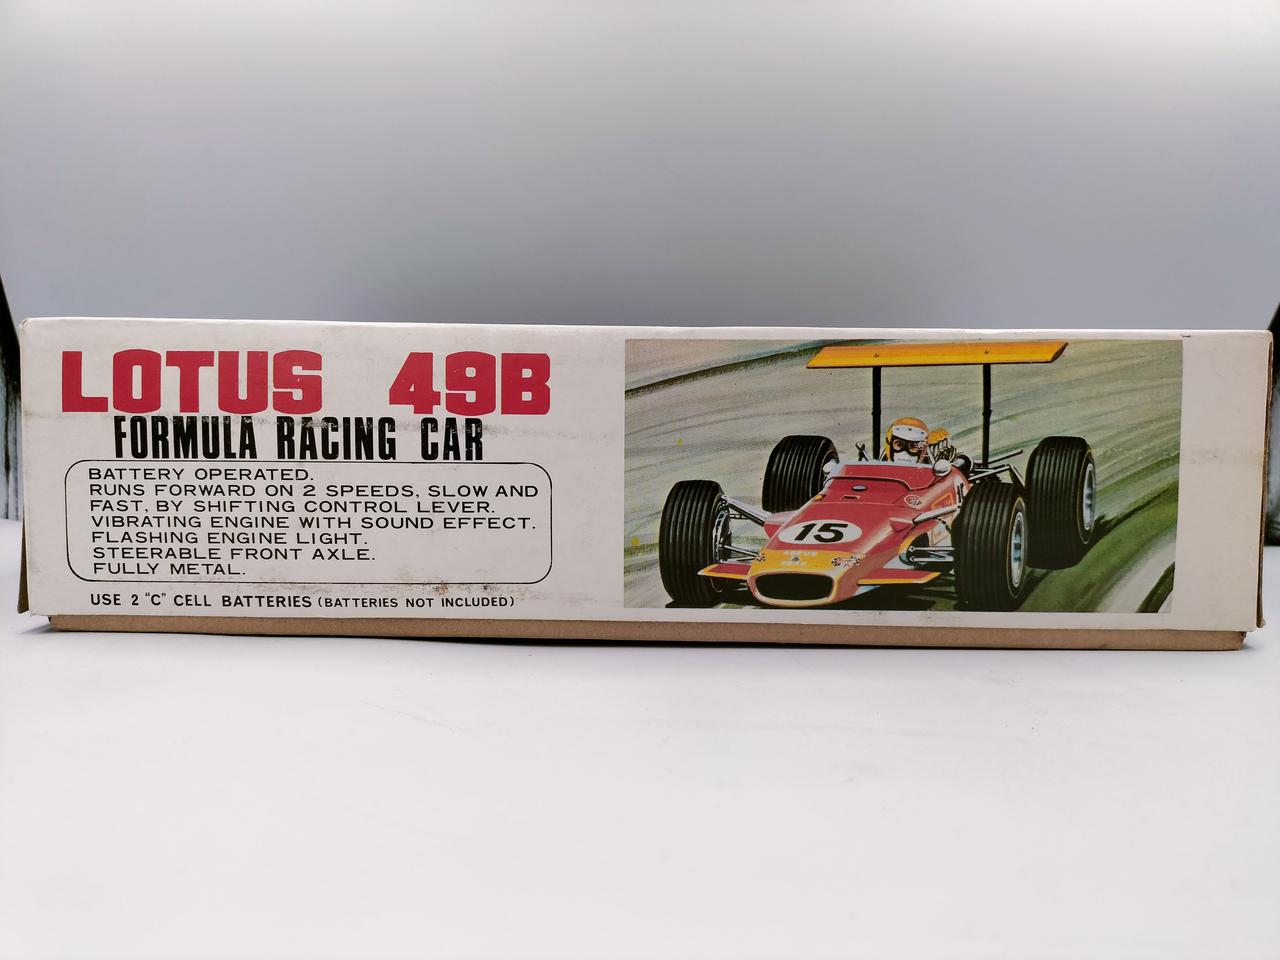 LOTUS 49B
FORMULA RACING CAR
BATTERY OPERATED.
RUNS FORWARD ON 2 SPEEDS, SLOW AND
FAST, BY SHIFTING CONTROL LEVER.
VIBRATING ENGINE WITH SOUND EFFECT.
FLASHING ENGINE LIGHT.
STEERABLE FRONT AXLE.
FULLY METAL.
USE 2 "C" CELL BATTERIES (BATTERIES NOT INCLUDED)
15
LOTUS